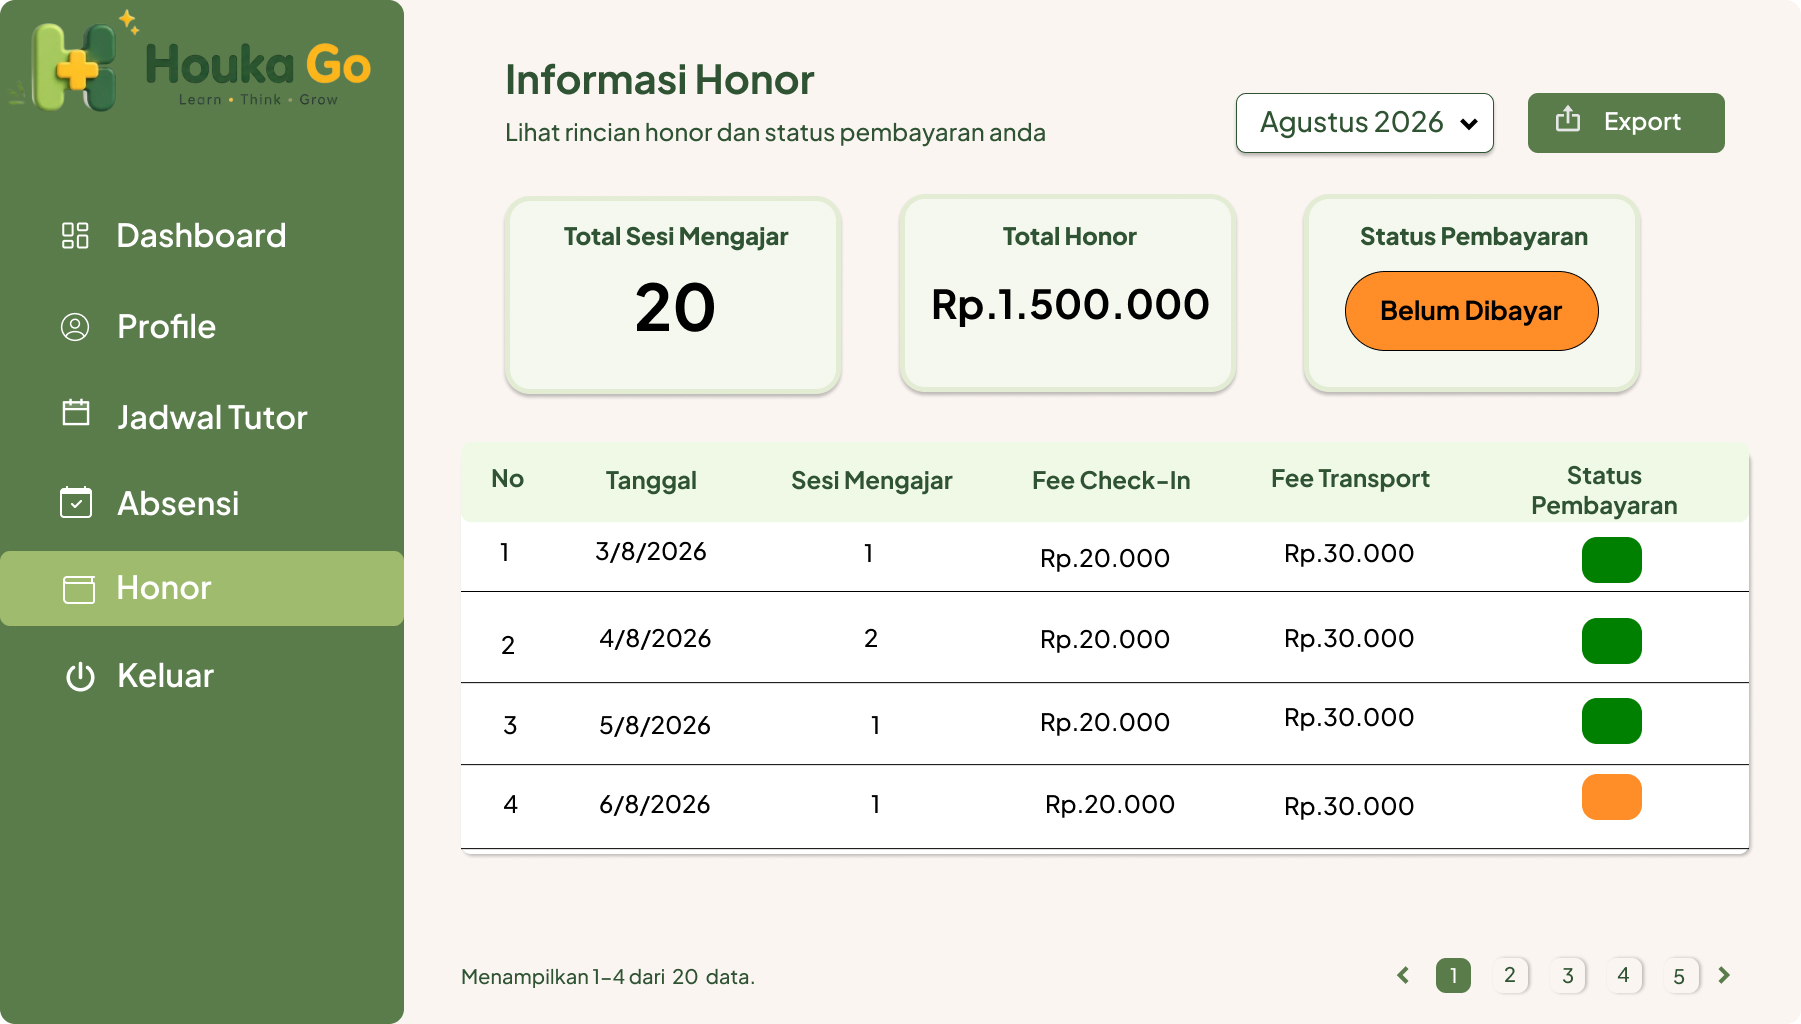 Houka Go
Learn • Think • Grow
Dashboard
Profile
Jadwal Tutor
Absensi
Honor
Keluar
Informasi Honor
Lihat rincian honor dan status pembayaran anda
Agustus 2026
Export
Total Sesi Mengajar
20
Total Honor
Rp.1.500.000
Status Pembayaran
Belum Dibayar
No Tanggal Sesi Mengajar Fee Check-In Fee Transport Status
Pembayaran
1 3/8/2026 1 Rp.20.000 Rp.30.000
2 4/8/2026 2 Rp.20.000 Rp.30.000
3 5/8/2026 1 Rp.20.000 Rp.30.000
4 6/8/2026 1 Rp.20.000 Rp.30.000
Menampilkan 1-4 dari 20 data.
1 2 3 4 5